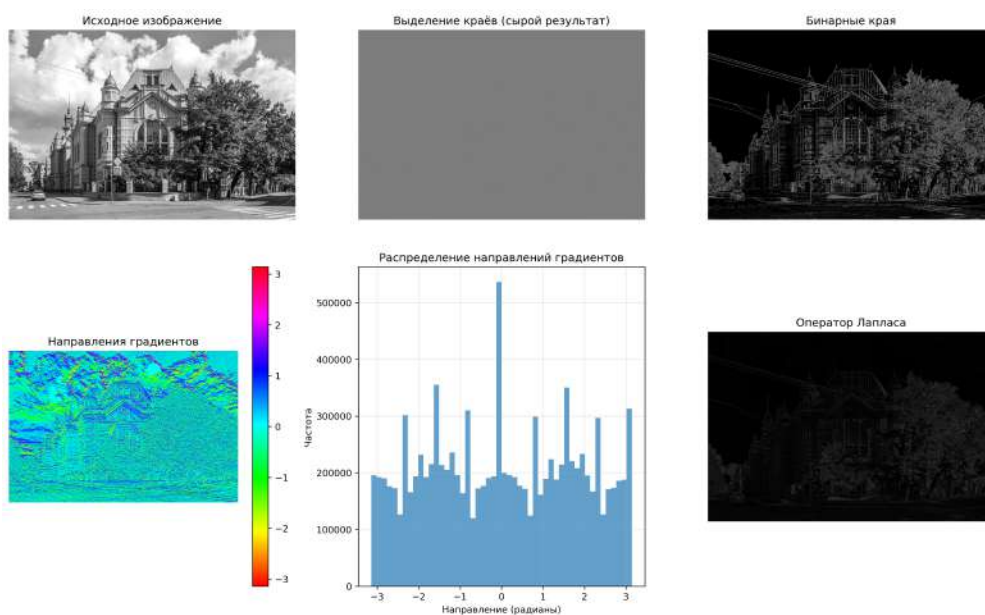 Исходное изображение
Выделение краёв (сырой результат)
Бинарные края
Направления градиентов
3
2
1
0
−1
−2
−3
Распределение направлений градиентов
Частота
500000
400000
300000
200000
100000
0
−3 −2 −1 0 1 2 3
Направление (радианы)
Оператор Лапласа